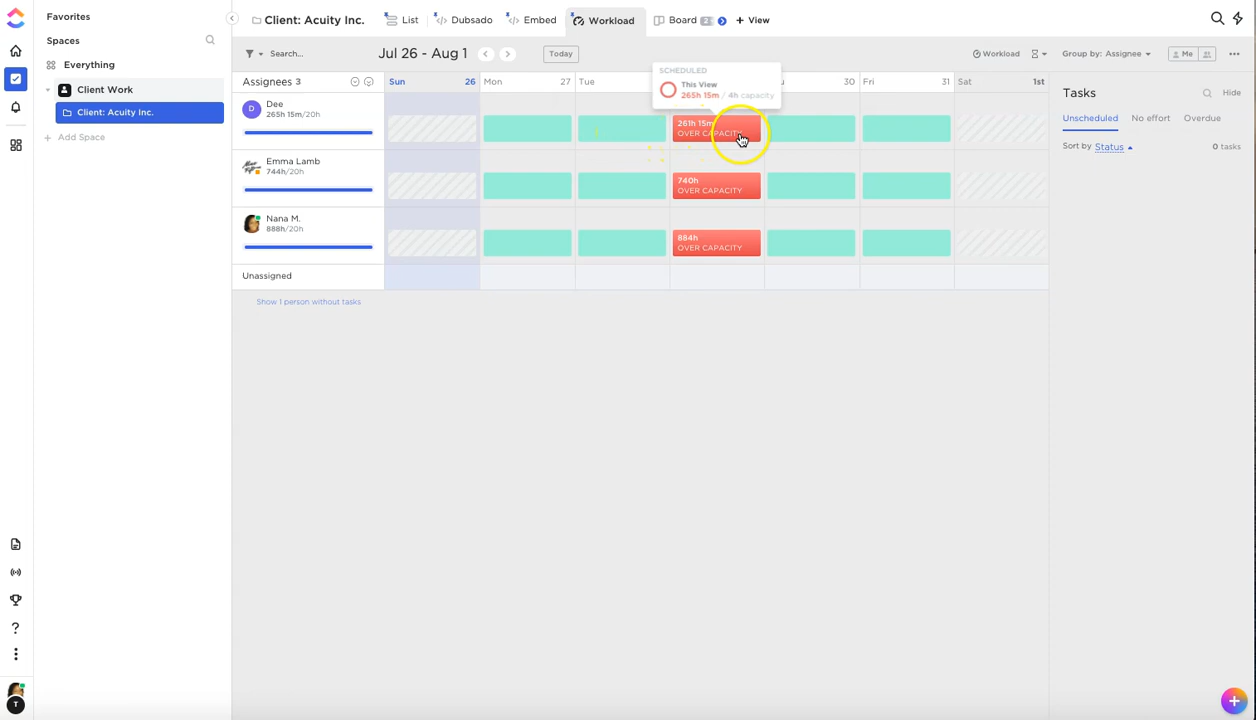 Favorites
Spaces
Everything
Client Work
Client: Acuity Inc.
+ Add Space
T
Client: Acuity Inc.
List
Dubsado
Embed
Workload
Board
+ View
Search...
Jul 26 - Aug 1
Today
Workload
Group by: Assignee
Me
Assignees 3
Sun 26
Mon 27
Tue
30
Fri 31
Sat 1st
SCHEDULED
This View
265h 15m / 4h capacity
D
Dee
265h 15m/20h
261h 15m
OVER CAPACITY
Emma Lamb
744h/20h
740h
OVER CAPACITY
Nana M.
888h/20h
884h
OVER CAPACITY
Unassigned
Show 1 person without tasks
Tasks
Hide
Unscheduled
No effort
Overdue
Sort by Status
0 tasks